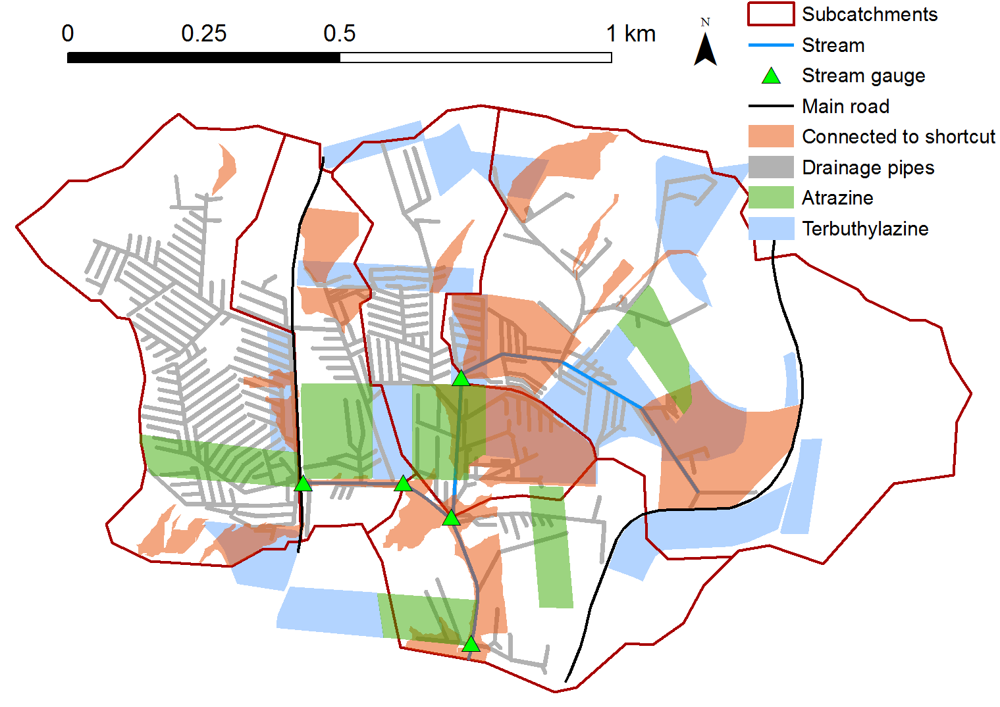 0 0.25 0.5 1 km
N
Subcatchments
Stream
Stream gauge
Main road
Connected to shortcut
Drainage pipes
Atrazine
Terbuthylazine